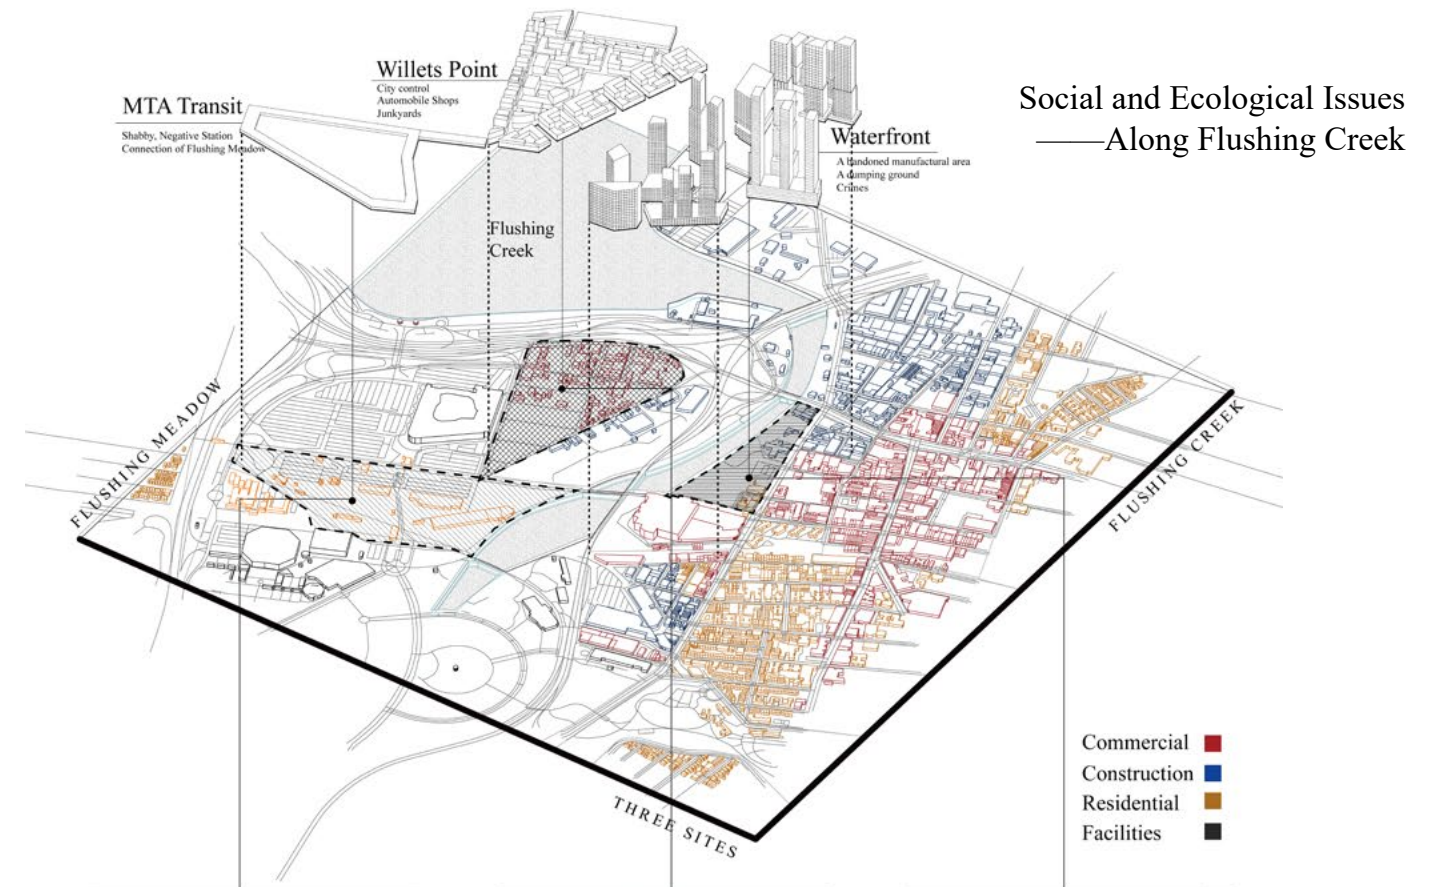 Social and Ecological Issues
——Along Flushing Creek
Willets Point
City control
Automobile Shops
Junkyards
MTA Transit
Shabby, Negative Station
Connection of Flushing Meadow
Waterfront
A handoned manufactural area
A dumping ground
Crimes
Flushing
Creek
FLUSHING MEADOW
FLUSHING CREEK
THREE SITES
Commercial
Construction
Residential
Facilities